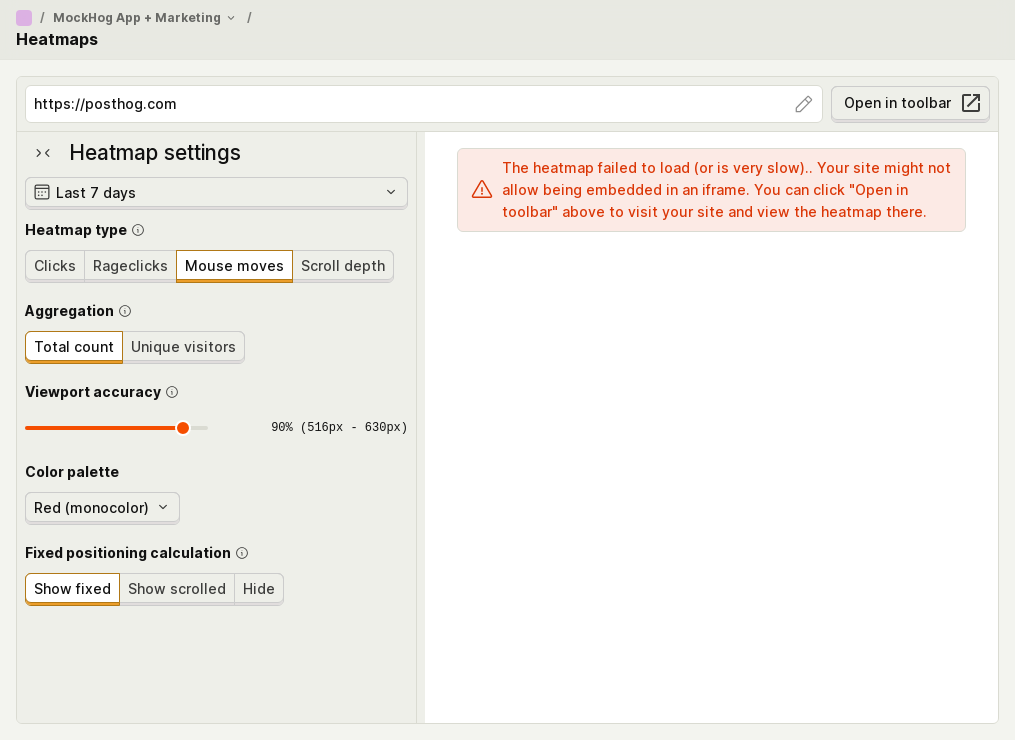 / MockHog App + Marketing /
Heatmaps
https://posthog.com
Open in toolbar
Heatmap settings
Last 7 days
Heatmap type
Clicks Rageclicks Mouse moves Scroll depth
Aggregation
Total count Unique visitors
Viewport accuracy
90% (516px - 630px)
Color palette
Red (monocolor)
Fixed positioning calculation
Show fixed Show scrolled Hide
The heatmap failed to load (or is very slow).. Your site might not
allow being embedded in an iframe. You can click "Open in
toolbar" above to visit your site and view the heatmap there.